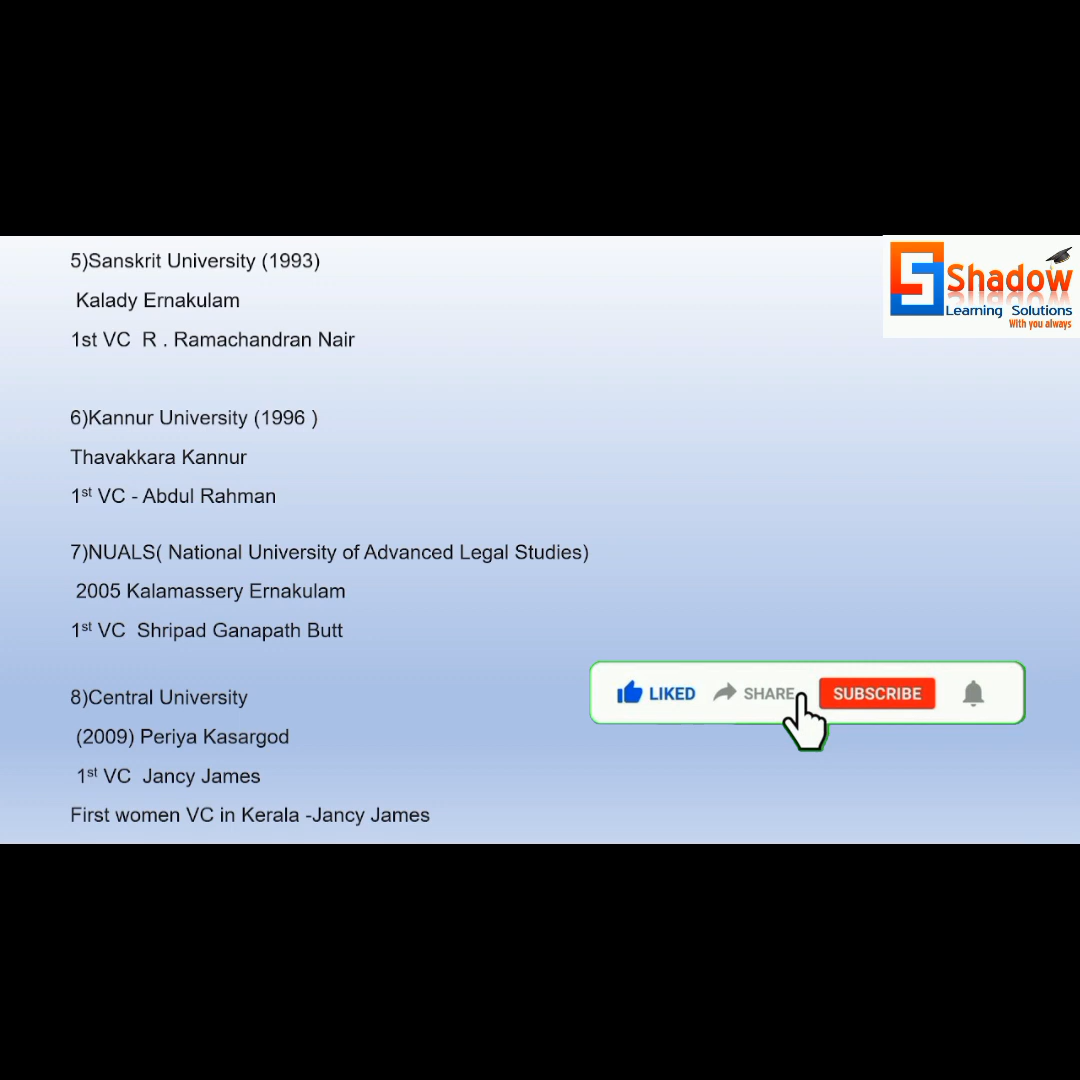 5)Sanskrit University (1993)
Kalady Ernakulam
1st VC R . Ramachandran Nair
6)Kannur University (1996 )
Thavakkara Kannur
1st VC - Abdul Rahman
7)NUALS( National University of Advanced Legal Studies)
2005 Kalamassery Ernakulam
1st VC Shripad Ganapath Butt
8)Central University
(2009) Periya Kasargod
1st VC Jancy James
First women VC in Kerala -Jancy James
Shadow
Learning Solutions
With you always
LIKED SHARE SUBSCRIBE